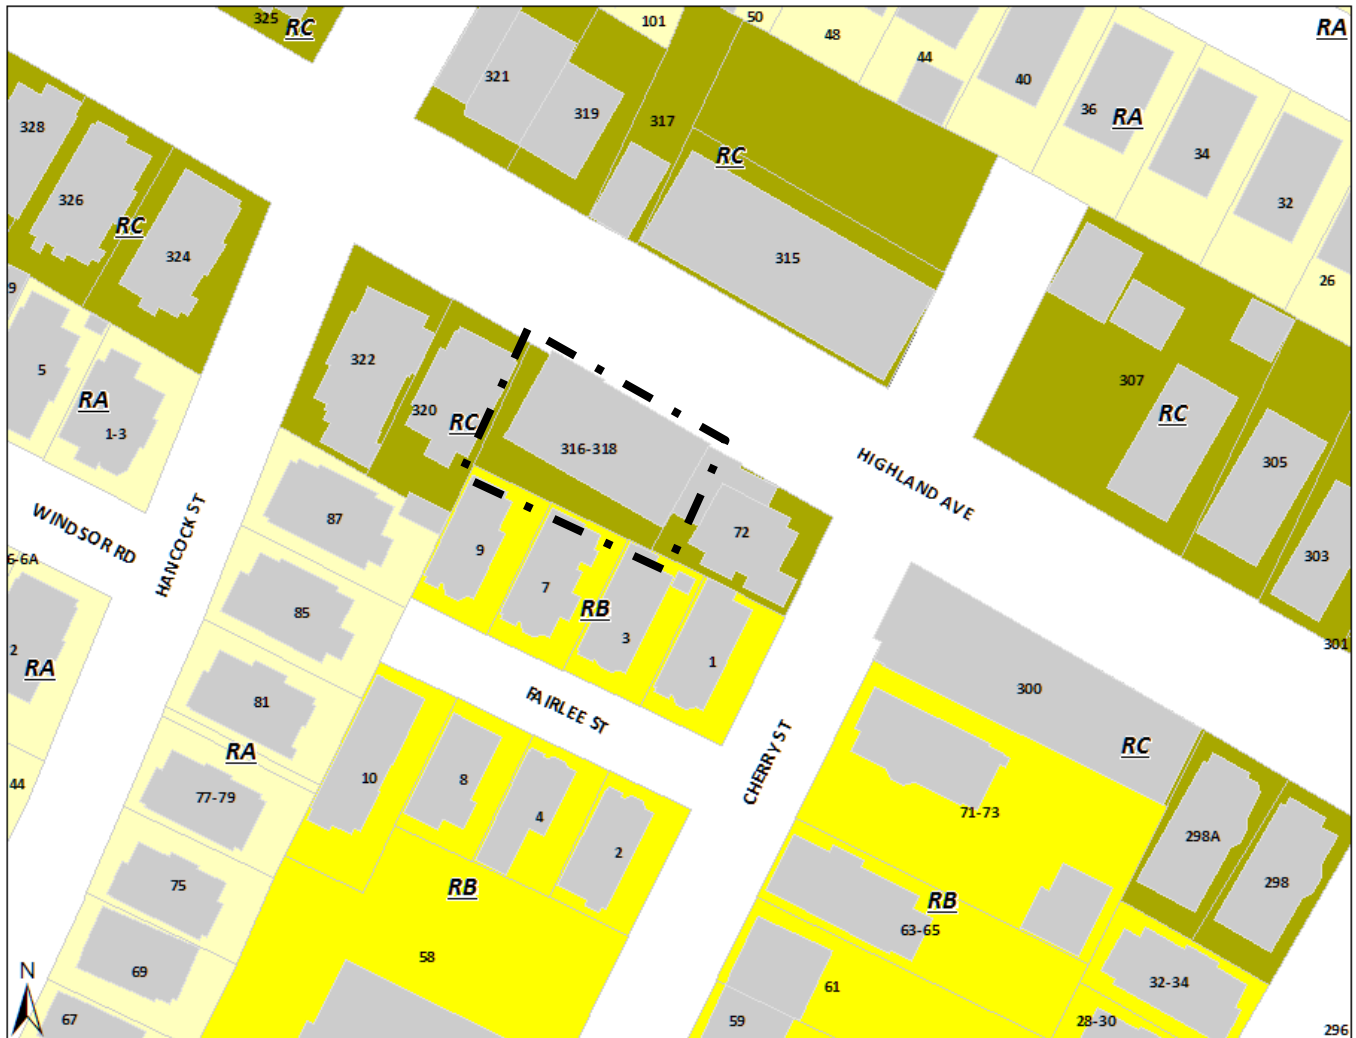 325
RC
101
50
48
44
40
RA
321
319
317
36
RA
34
32
26
328
326
RC
324
RC
315
9
5
RA
1-3
322
320
RC
316-318
307
RC
305
303
301
HIGHLAND AVE
WINDSOR RD
HANCOCK ST
6-6A
2
RA
44
87
85
81
RA
77-79
75
69
67
9
7
RB
3
1
72
FAIRLEE ST
CHERRY ST
10
8
4
2
RB
58
300
RC
71-73
298A
298
RB
63-65
61
59
32-34
28-30
296
N